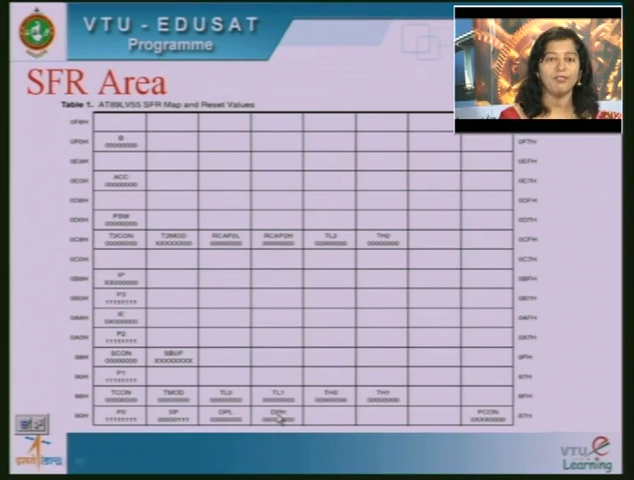 VTU - EDUSAT
Programme
SFR Area
Table 1. AT89LV55 SFR Map and Reset Values
0F8H
0F0H B 00000000 0F7H
0E8H 0EFH
0E0H ACC 00000000 0E7H
0D8H 0DFH
0D0H PSW 00000000 0D7H
0C8H T2CON 00000000 T2MOD XXXXXX00 RCAP2L 00000000 RCAP2H 00000000 TL2 00000000 TH2 00000000 0CFH
0C0H 0C7H
0B8H IP XX000000 0BFH
0B0H P3 11111111 0B7H
0A8H IE 0X000000 0AFH
0A0H P2 11111111 0A7H
98H SCON 00000000 SBUF XXXXXXXX 9FH
90H P1 11111111 97H
88H TCON 00000000 TMOD 00000000 TL0 00000000 TL1 00000000 TH0 00000000 TH1 00000000 8FH
80H P0 11111111 SP 00000111 DPL 00000000 DPH PCON 0XXX0000 87H
VTU e
Learning